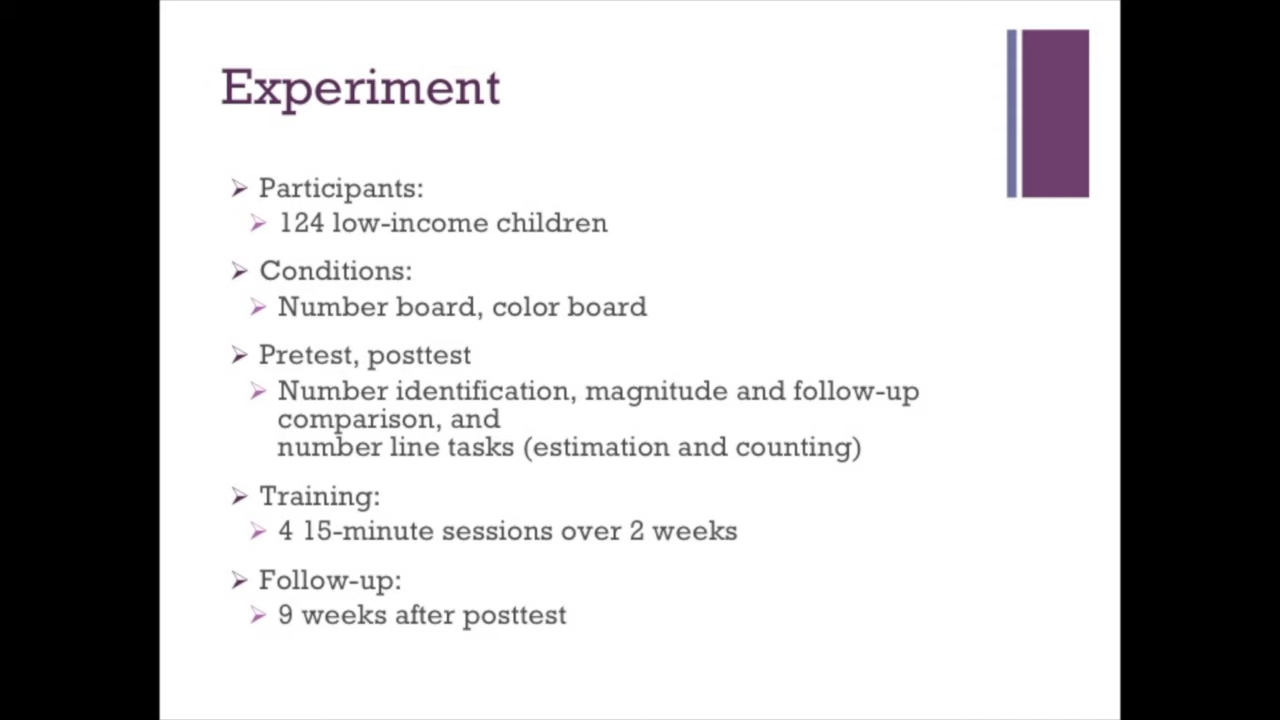 Experiment
Participants:
124 low-income children
Conditions:
Number board, color board
Pretest, posttest
Number identification, magnitude and follow-up
comparison, and
number line tasks (estimation and counting)
Training:
4 15-minute sessions over 2 weeks
Follow-up:
9 weeks after posttest